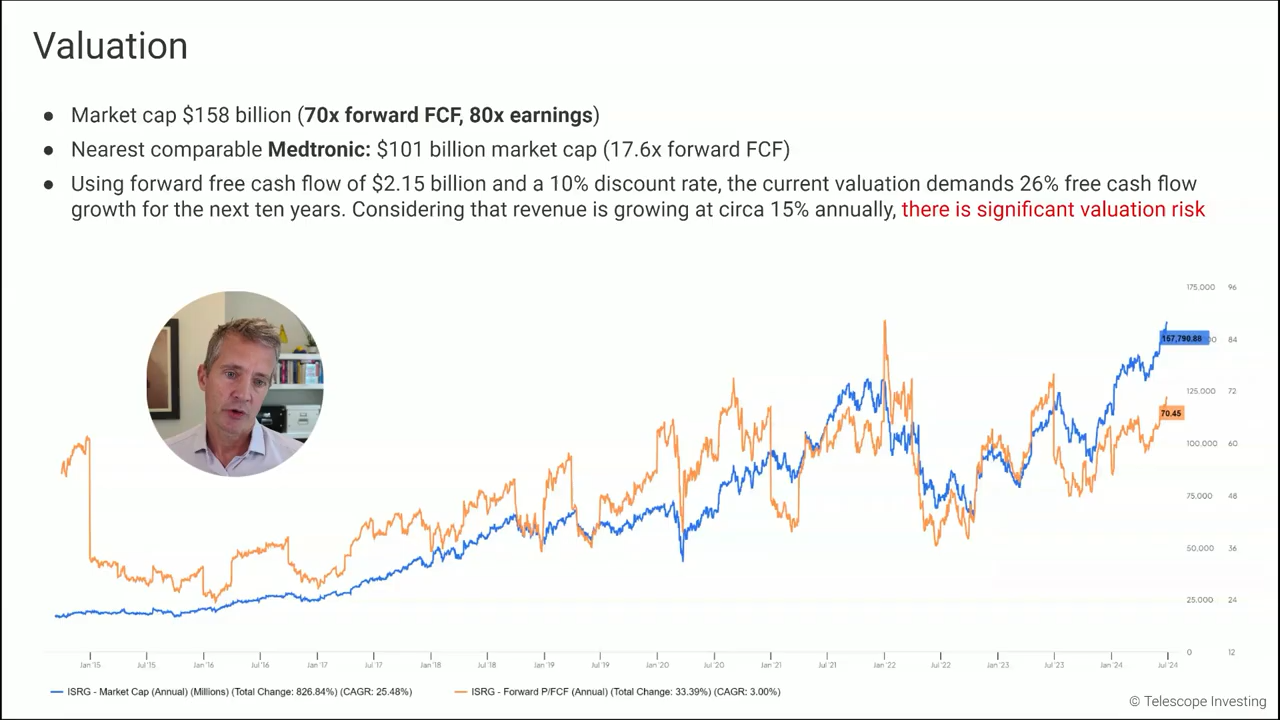 Valuation
● Market cap $158 billion (70x forward FCF, 80x earnings)
● Nearest comparable Medtronic: $101 billion market cap (17.6x forward FCF)
● Using forward free cash flow of $2.15 billion and a 10% discount rate, the current valuation demands 26% free cash flow
growth for the next ten years. Considering that revenue is growing at circa 15% annually, there is significant valuation risk
175.000 96
157,790.88 84
125.000 72
70.45
100.000 60
75.000 48
50.000 36
25.000 24
0 12
Jan '15 Jul '15 Jan '16 Jul '16 Jan '17 Jul '17 Jan '18 Jul '18 Jan '19 Jul '19 Jan '20 Jul '20 Jan '21 Jul '21 Jan '22 Jul '22 Jan '23 Jul '23 Jan '24 Jul '24
ISRG - Market Cap (Annual) (Millions) (Total Change: 826.84%) (CAGR: 25.48%) ISRG - Forward P/FCF (Annual) (Total Change: 33.39%) (CAGR: 3.00%)
© Telescope Investing